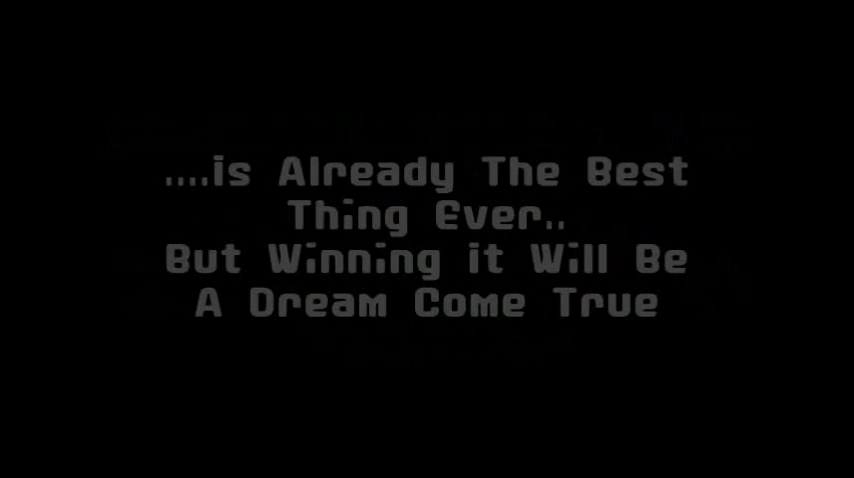 ....is Already The Best
Thing Ever..
But Winning it Will Be
A Dream Come True